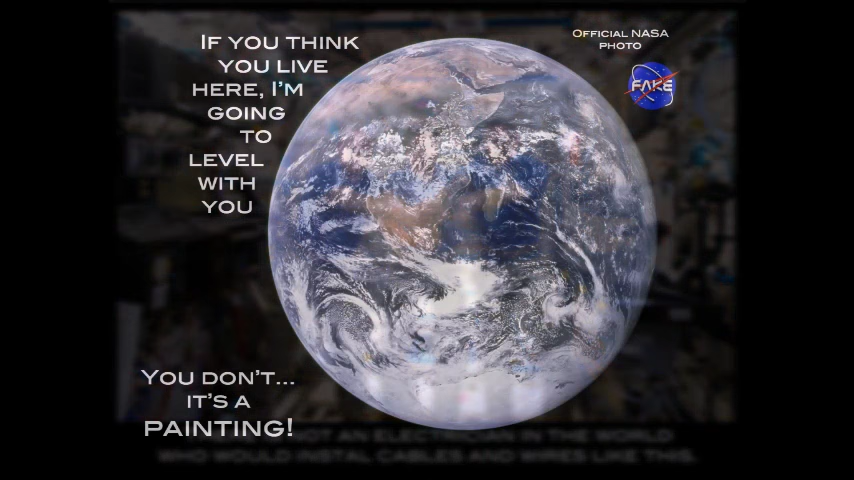 IF YOU THINK
YOU LIVE
HERE, I'M
GOING
TO
LEVEL
WITH
YOU
OFFICIAL NASA
PHOTO
FAKE
YOU DON'T...
IT'S A
PAINTING!
NOT AN ELECTRICIAN IN THE WORLD
WHO WOULD INSTAL CABLES AND WIRES LIKE THIS.